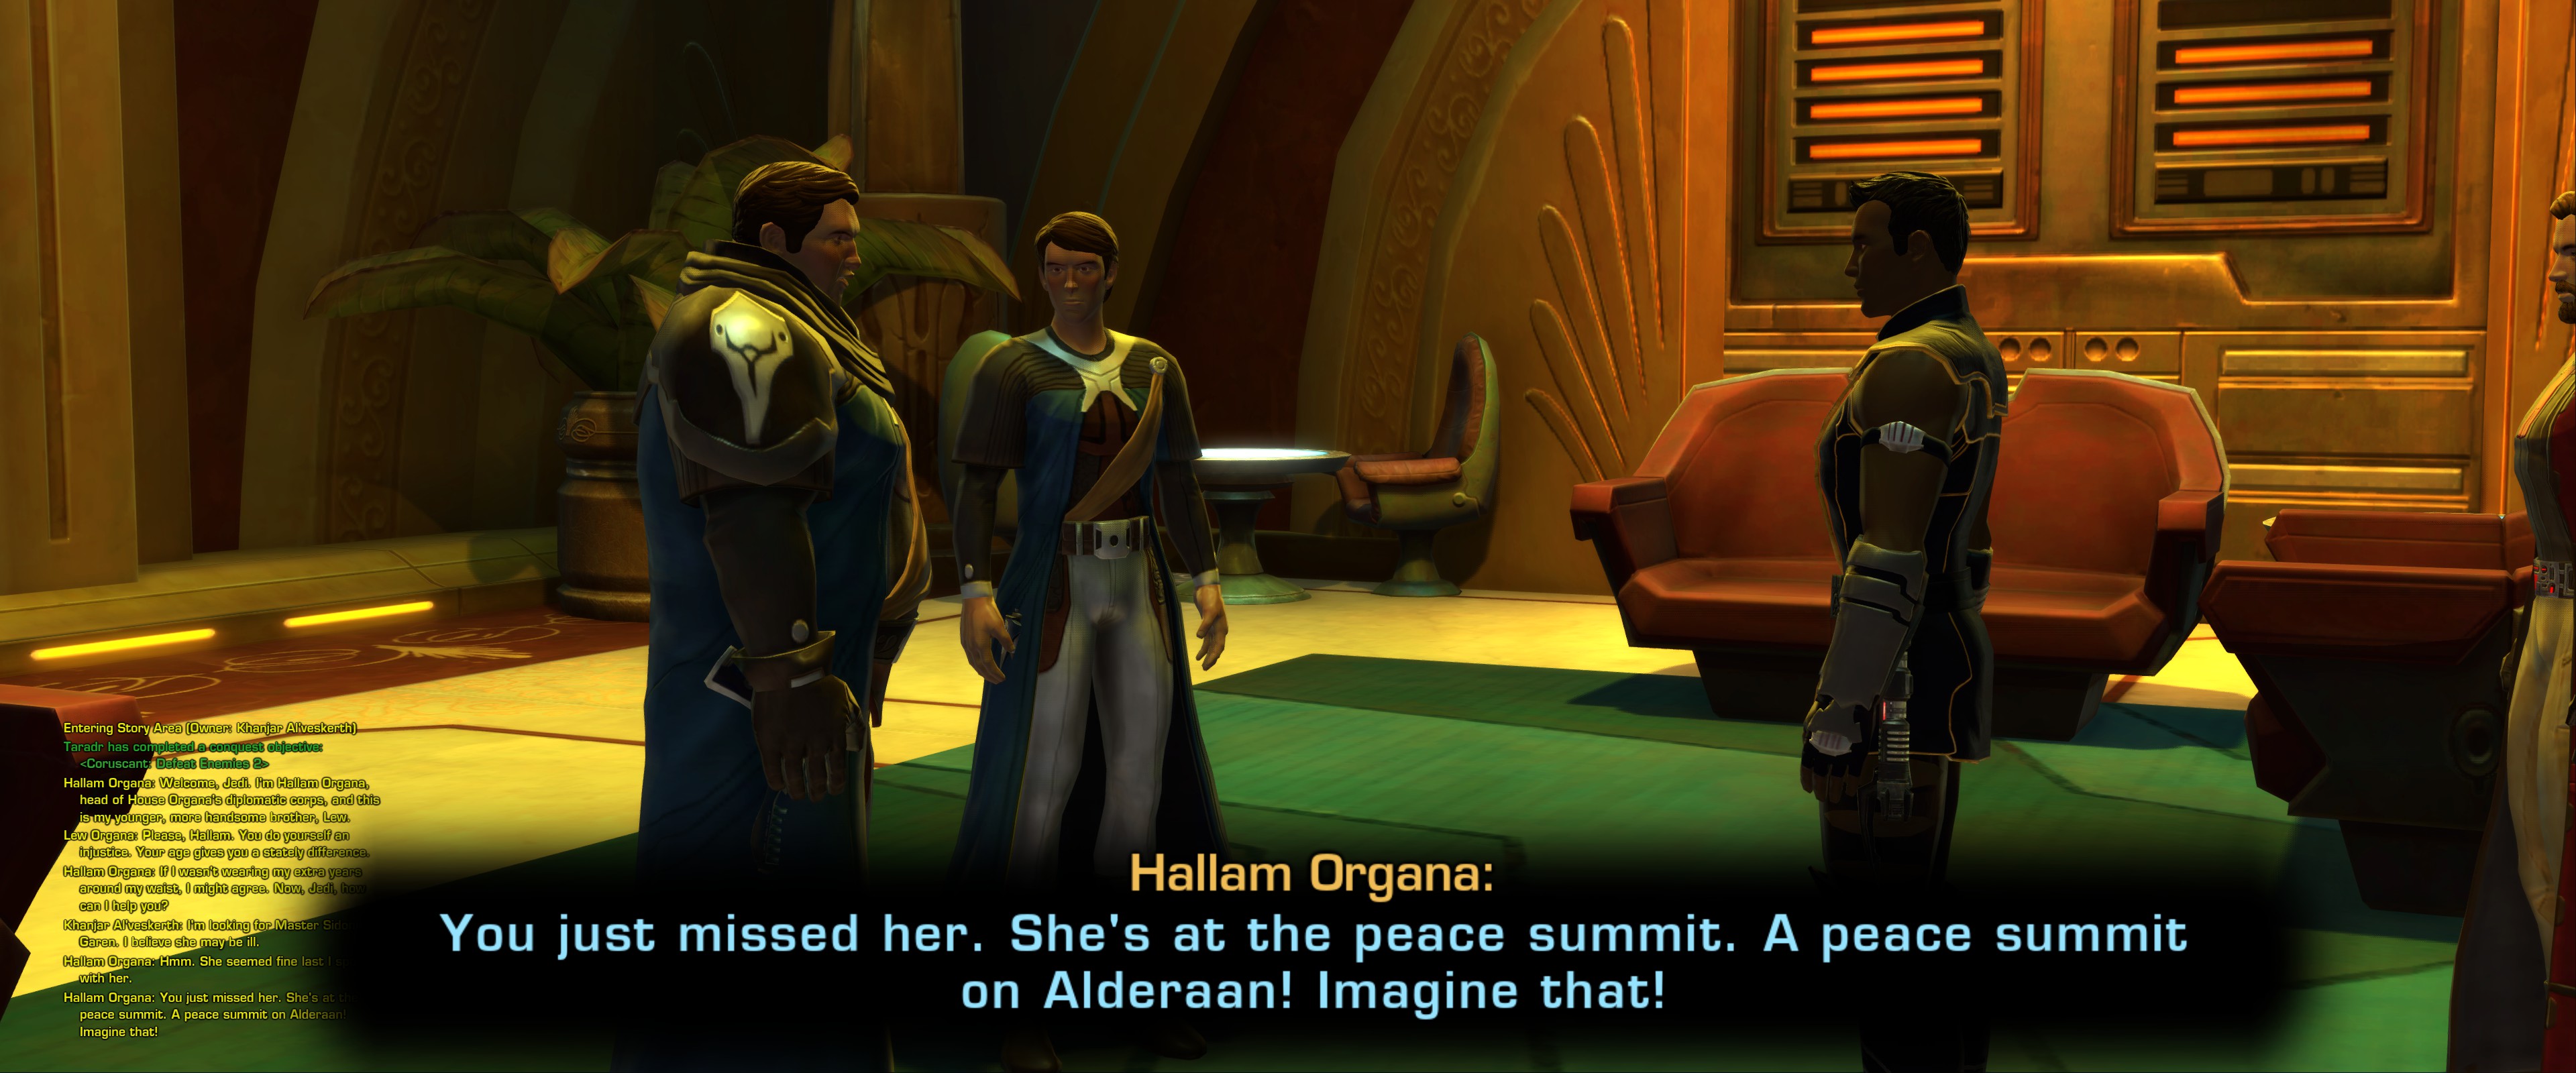 Entering Story Area (Owner: Khanjar Al'veskerth)
Taradr has completed a conquest objective:
<Coruscant: Defeat Enemies 2>
Hallam Organa: Welcome, Jedi. I'm Hallam Organa,
head of House Organa's diplomatic corps, and this
is my younger, more handsome brother, Lew.
Lew Organa: Please, Hallam. You do yourself an
injustice. Your age gives you a stately difference.
Hallam Organa: If I wasn't wearing my extra years
around my waist, I might agree. Now, Jedi, how
can I help you?
Khanjar Al'veskerth: I'm looking for Master
Garen. I believe she may be ill.
Hallam Organa: Hmm. She seemed fine last I
with her.
Hallam Organa: You just missed her. She's at the
peace summit. A peace summit on Alderaan!
Imagine that!
Hallam Organa:
You just missed her. She's at the peace summit. A peace summit
on Alderaan! Imagine that!